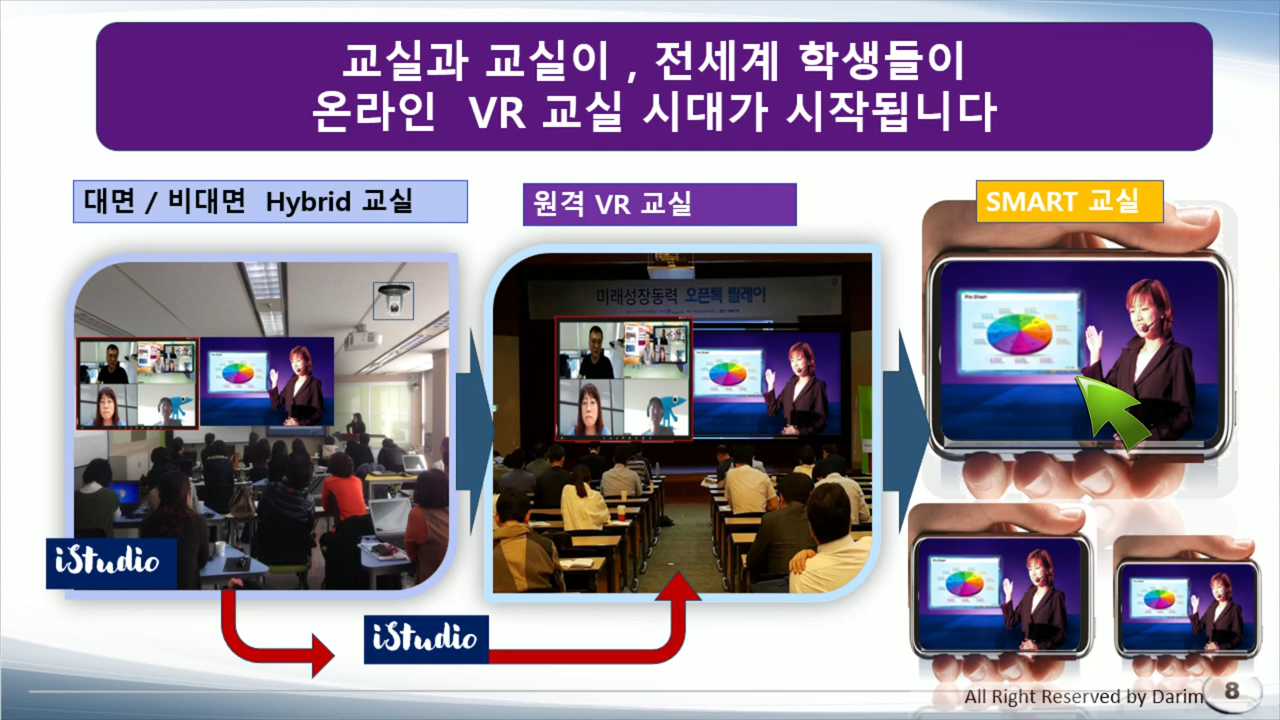 교실과 교실이 , 전세계 학생들이
온라인 VR 교실 시대가 시작됩니다
대면 / 비대면 Hybrid 교실
원격 VR 교실
SMART 교실
미래성장동력 오픈톡 릴레이
Pie Chart
iStudio
iStudio
All Right Reserved by Darim
8